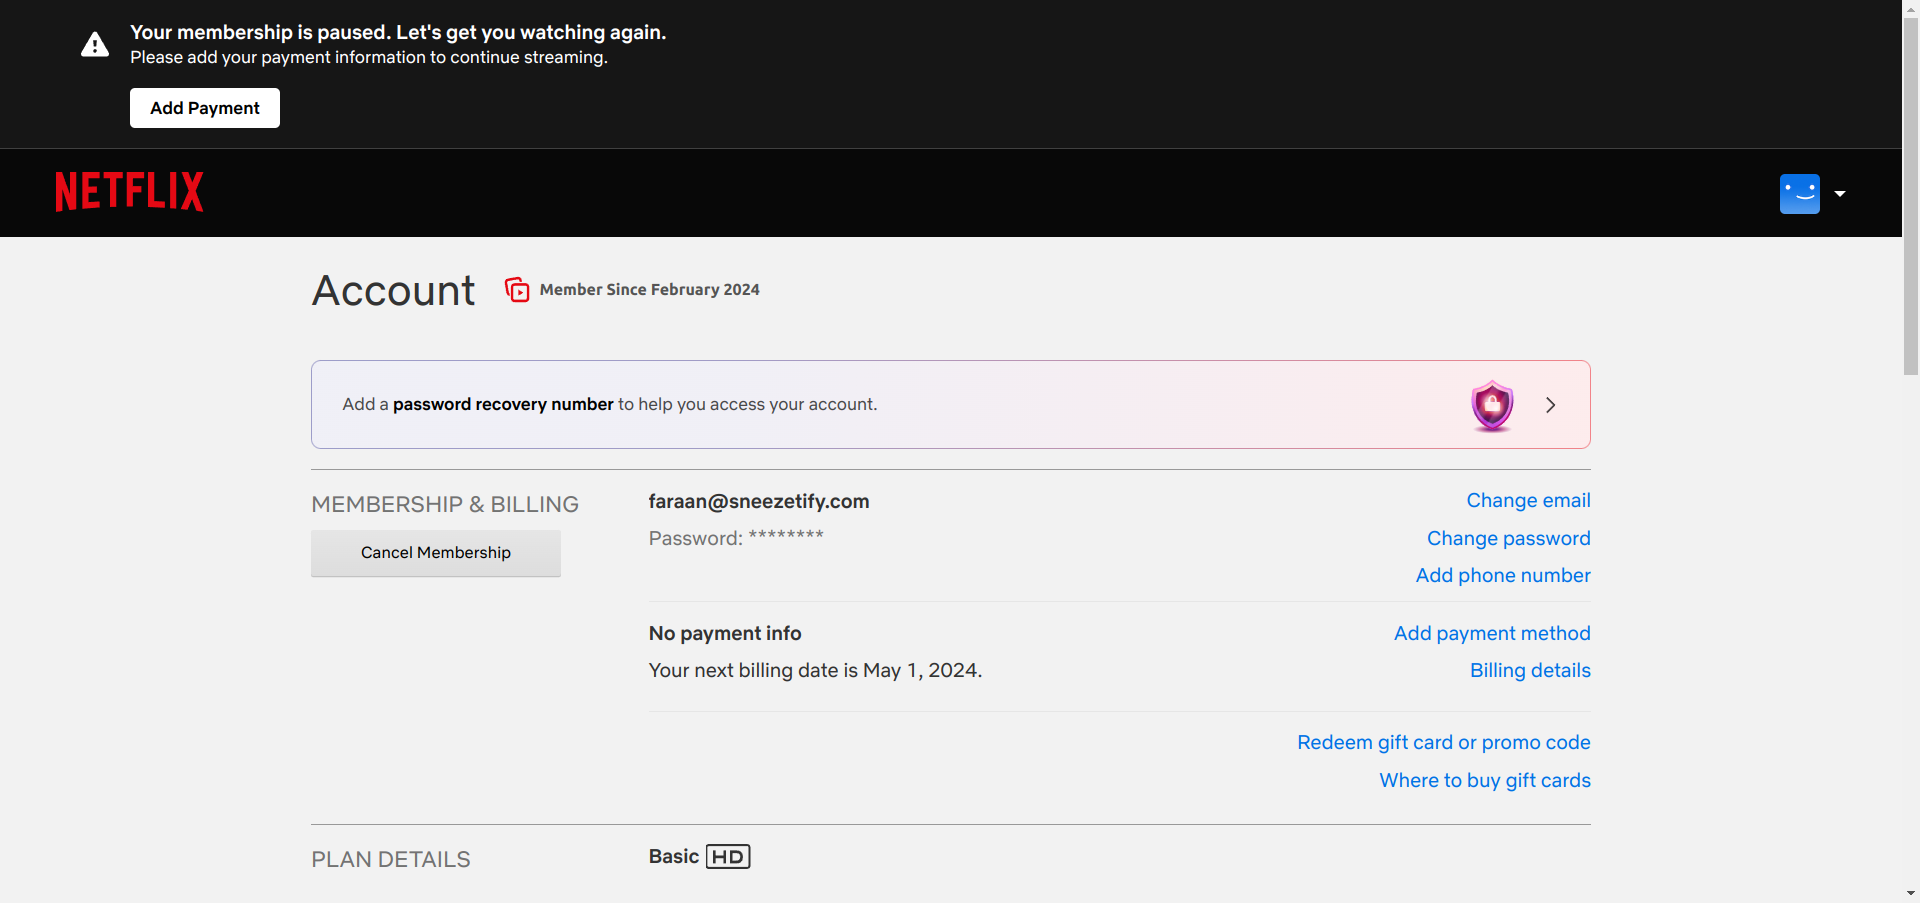 Your membership is paused. Let's get you watching again.
Please add your payment information to continue streaming.
Add Payment
NETFLIX
Account
Member Since February 2024
Add a password recovery number to help you access your account.
MEMBERSHIP & BILLING
Cancel Membership
faraan@sneezetify.com
Change email
Password: ********
Change password
Add phone number
No payment info
Add payment method
Your next billing date is May 1, 2024.
Billing details
Redeem gift card or promo code
Where to buy gift cards
PLAN DETAILS
Basic HD